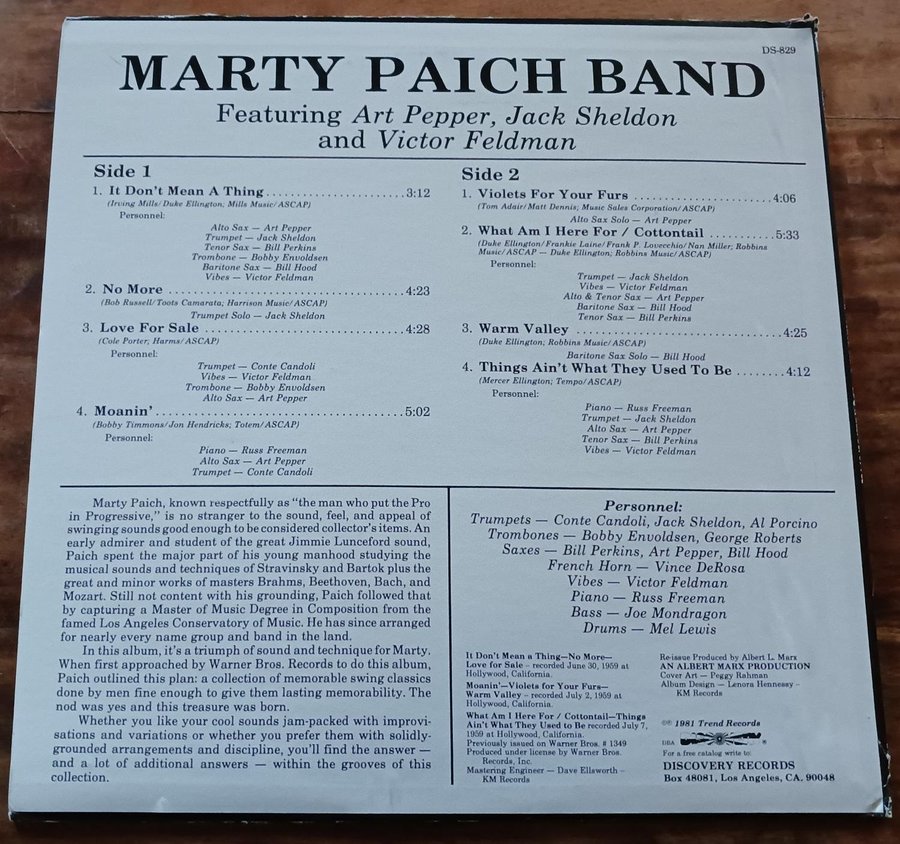 DS-829
MARTY PAICH BAND
Featuring Art Pepper, Jack Sheldon
and Victor Feldman
Side 1
1. It Don't Mean A Thing........................3:12
(Irving Mills/Duke Ellington; Mills Music/ASCAP)
Personnel:
Alto Sax — Art Pepper
Trumpet — Jack Sheldon
Tenor Sax — Bill Perkins
Trombone — Bobby Envoldsen
Baritone Sax — Bill Hood
Vibes — Victor Feldman
2. No More ........................................4:23
(Bob Russell/Toots Camarata; Harrison Music/ASCAP)
Trumpet Solo — Jack Sheldon
3. Love For Sale ..................................4:28
(Cole Porter; Harms/ASCAP)
Personnel:
Trumpet — Conte Candoli
Vibes — Victor Feldman
Trombone — Bobby Envoldsen
Alto Sax — Art Pepper
4. Moanin'..........................................5:02
(Bobby Timmons/Jon Hendricks; Totem/ASCAP)
Personnel:
Piano — Russ Freeman
Alto Sax — Art Pepper
Trumpet — Conte Candoli
Side 2
1. Violets For Your Furs .......................4:06
(Tom Adair/Matt Dennis; Music Sales Corporation/ASCAP)
Alto Sax Solo — Art Pepper
2. What Am I Here For / Cottontail...........5:33
(Duke Ellington/Frankie Laine/Frank P. Lovecchio/Nan Miller; Robbins
Music/ASCAP — Duke Ellington; Robbins Music/ASCAP)
Personnel:
Trumpet — Jack Sheldon
Vibes — Victor Feldman
Alto & Tenor Sax — Art Pepper
Baritone Sax — Bill Hood
Tenor Sax — Bill Perkins
3. Warm Valley ...................................4:25
(Duke Ellington; Robbins Music/ASCAP)
Baritone Sax Solo — Bill Hood
4. Things Ain't What They Used To Be ........4:12
(Mercer Ellington; Tempo/ASCAP)
Personnel:
Piano — Russ Freeman
Trumpet — Jack Sheldon
Alto Sax — Art Pepper
Tenor Sax — Bill Perkins
Vibes — Victor Feldman
Marty Paich, known respectfully as "the man who put the Pro
in Progressive," is no stranger to the sound, feel, and appeal of
swinging sounds good enough to be considered collector's items. An
early admirer and student of the great Jimmie Lunceford sound,
Paich spent the major part of his young manhood studying the
musical sounds and techniques of Stravinsky and Bartok plus the
great and minor works of masters Brahms, Beethoven, Bach, and
Mozart. Still not content with his grounding, Paich followed that
by capturing a Master of Music Degree in Composition from the
famed Los Angeles Conservatory of Music. He has since arranged
for nearly every name group and band in the land.
In this album, it's a triumph of sound and technique for Marty.
When first approached by Warner Bros. Records to do this album,
Paich outlined this plan: a collection of memorable swing classics
done by men fine enough to give them lasting memorability. The
nod was yes and this treasure was born.
Whether you like your cool sounds jam-packed with improvi-
sations and variations or whether you prefer them with solidly-
grounded arrangements and discipline, you'll find the answer —
and a lot of additional answers — within the grooves of this
collection.
Personnel:
Trumpets — Conte Candoli, Jack Sheldon, Al Porcino
Trombones — Bobby Envoldsen, George Roberts
Saxes — Bill Perkins, Art Pepper, Bill Hood
French Horn — Vince DeRosa
Vibes — Victor Feldman
Piano — Russ Freeman
Bass — Joe Mondragon
Drums — Mel Lewis
It Don't Mean a Thing—No More—
Love for Sale – recorded June 30, 1959 at
Hollywood, California.
Moanin'—Violets for Your Furs—
Warm Valley – recorded July 2, 1959 at
Hollywood, California.
What Am I Here For / Cottontail—Things
Ain't What They Used to Be recorded July 7,
1959 at Hollywood, California.
Previously issued on Warner Bros. # 1349
Produced under license by Warner Bros.
Records, Inc.
Mastering Engineer — Dave Ellsworth –
KM Records
Re-issue Produced by Albert L. Marx
AN ALBERT MARX PRODUCTION
Cover Art — Peggy Rahman
Album Design — Lenora Hennessy –
KM Records
©℗ 1981 Trend Records
DBA
®
For a free catalog write to:
DISCOVERY RECORDS
Box 48081, Los Angeles, CA. 90048